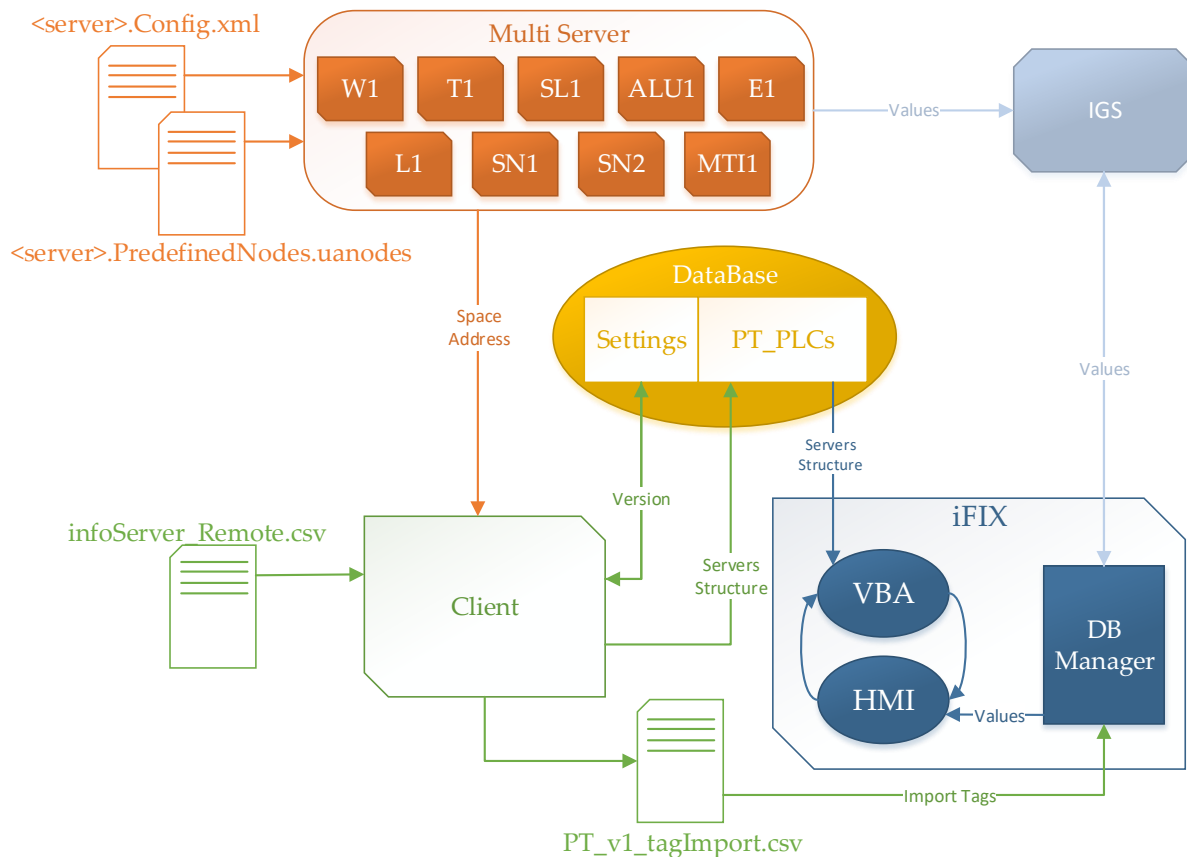 <server>.Config.xml
Multi Server
W1
T1
SL1
ALU1
E1
L1
SN1
SN2
MTI1
Values
IGS
<server>.PredefinedNodes.uanodes
DataBase
Settings
PT_PLCs
Space
Address
Values
Servers
Structure
Version
infoServer_Remote.csv
iFIX
Client
Servers
Structure
VBA
DB
Manager
HMI
Values
Import Tags
PT_v1_tagImport.csv